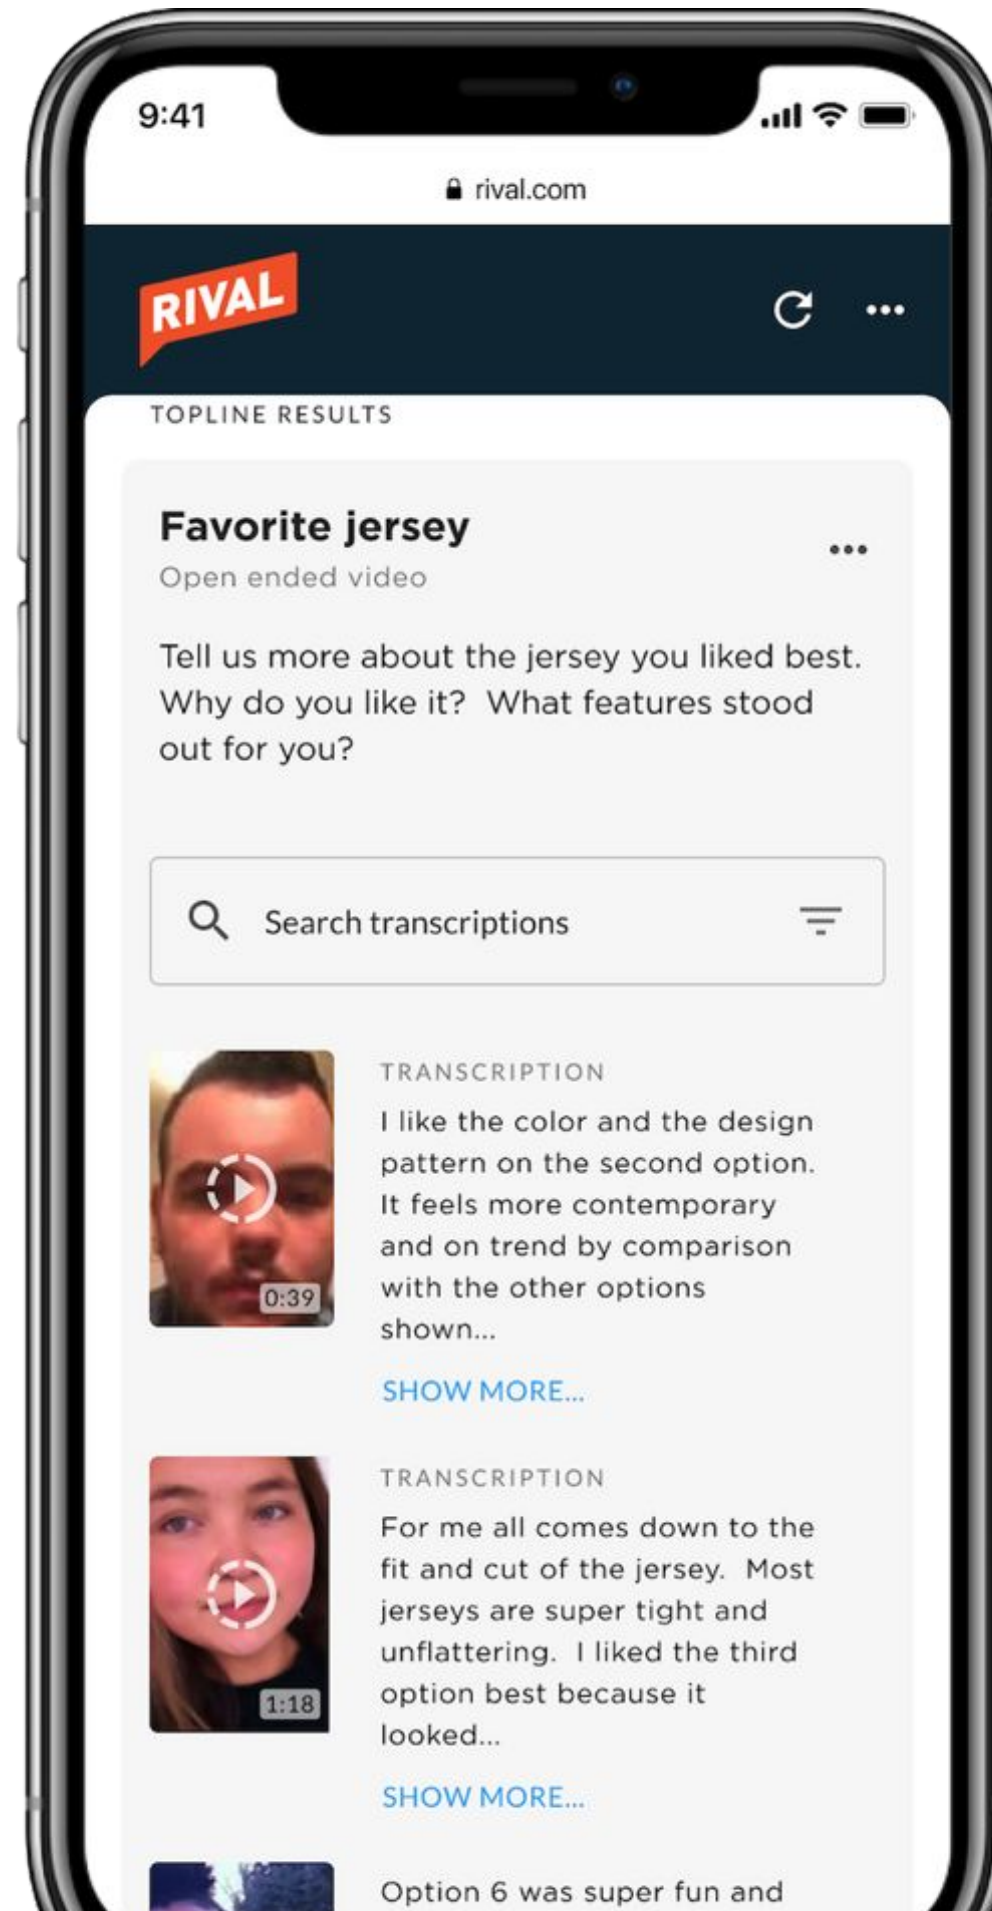 9:41
rival.com
RIVAL
TOPLINE RESULTS
Favorite jersey
Open ended video
Tell us more about the jersey you liked best.
Why do you like it?  What features stood
out for you?
Search transcriptions
TRANSCRIPTION
I like the color and the design
pattern on the second option.
It feels more contemporary
and on trend by comparison
with the other options
shown...
0:39
SHOW MORE...
TRANSCRIPTION
For me all comes down to the
fit and cut of the jersey.  Most
jerseys are super tight and
unflattering.  I liked the third
option best because it
looked...
1:18
SHOW MORE...
Option 6 was super fun and